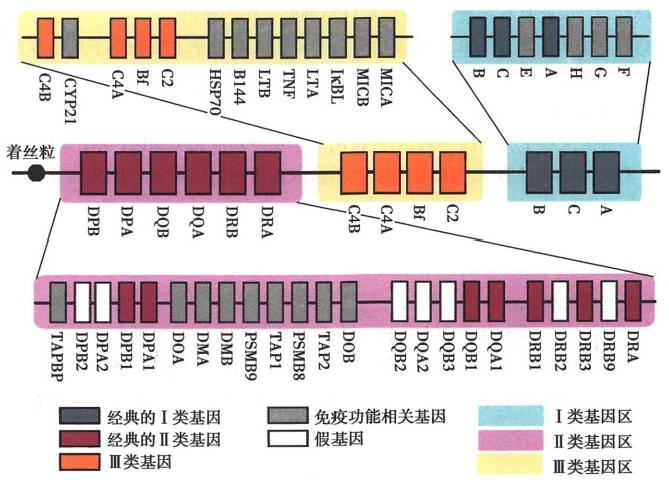 C4B CYP21 C4A Bf C2 HSP70 B144 LTB TNF LTA IκBL MICB MICA
B C E A H G F
着丝粒
DPB DPA DQB DQA DRB DRA
C4B C4A Bf C2
B C A
TAPBP DPB2 DPA2 DPB1 DPA1 DOA DMA DMB PSMB9 TAP1 PSMB8 TAP2 DOB DQB2 DQA2 DQB3 DQB1 DQA1 DRB1 DRB2 DRB3 DRB9 DRA
经典的Ⅰ类基因
经典的Ⅱ类基因
Ⅲ类基因
免疫功能相关基因
假基因
Ⅰ类基因区
Ⅱ类基因区
Ⅲ类基因区